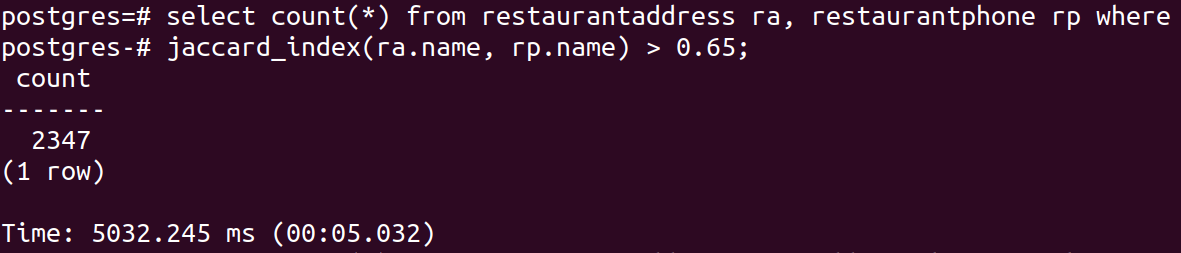 postgres=# select count(*) from restaurantaddress ra, restaurantphone rp where
postgres-# jaccard_index(ra.name, rp.name) > 0.65;
 count
-------
  2347
(1 row)

Time: 5032.245 ms (00:05.032)